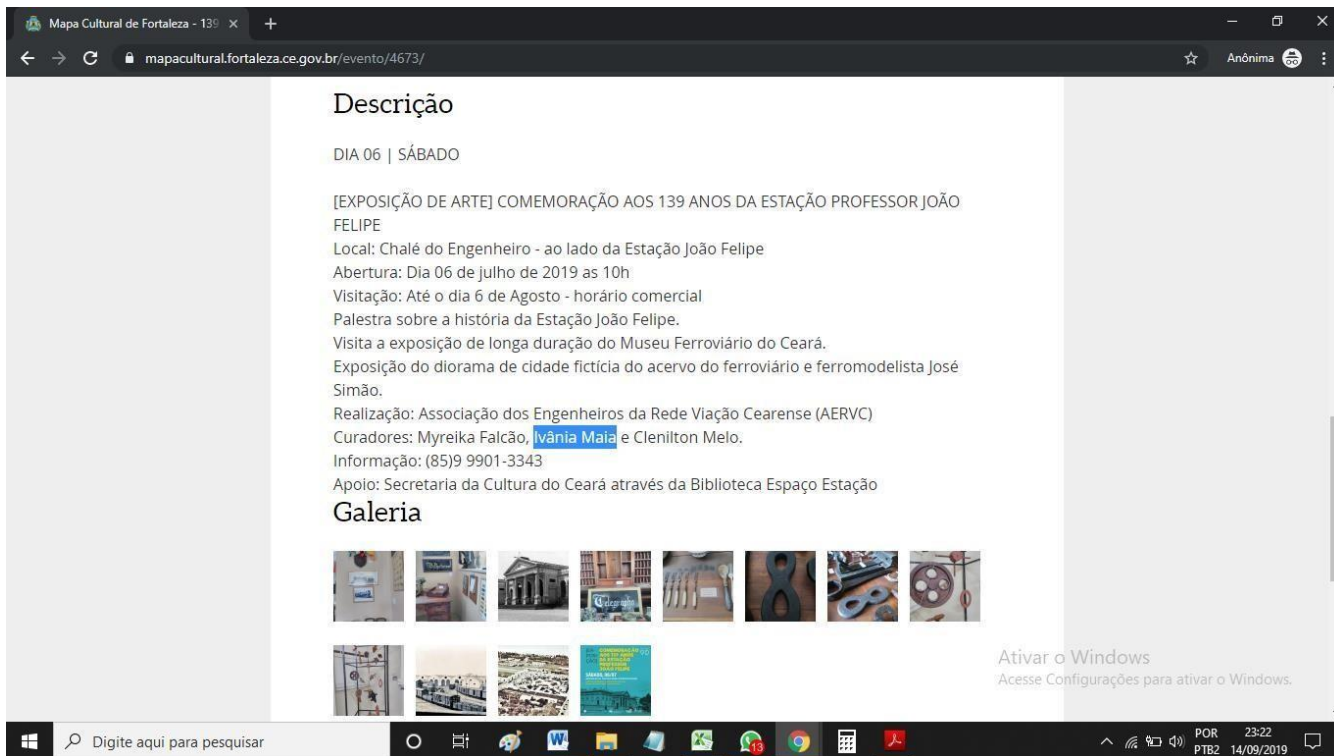 Mapa Cultural de Fortaleza - 139
mapacultural.fortaleza.ce.gov.br/evento/4673/
Anônima
Descrição
DIA 06 | SÁBADO
[EXPOSIÇÃO DE ARTE] COMEMORAÇÃO AOS 139 ANOS DA ESTAÇÃO PROFESSOR JOÃO
FELIPE
Local: Chalé do Engenheiro - ao lado da Estação João Felipe
Abertura: Dia 06 de julho de 2019 as 10h
Visitação: Até o dia 6 de Agosto - horário comercial
Palestra sobre a história da Estação João Felipe.
Visita a exposição de longa duração do Museu Ferroviário do Ceará.
Exposição do diorama de cidade fictícia do acervo do ferroviário e ferromodelista José
Simão.
Realização: Associação dos Engenheiros da Rede Viação Cearense (AERVC)
Curadores: Myreika Falcão, Ivânia Maia e Clenilton Melo.
Informação: (85)9 9901-3343
Apoio: Secretaria da Cultura do Ceará através da Biblioteca Espaço Estação
Galeria
Ativar o Windows
Acesse Configurações para ativar o Windows.
Digite aqui para pesquisar
13
POR
PTB2
23:22
14/09/2019